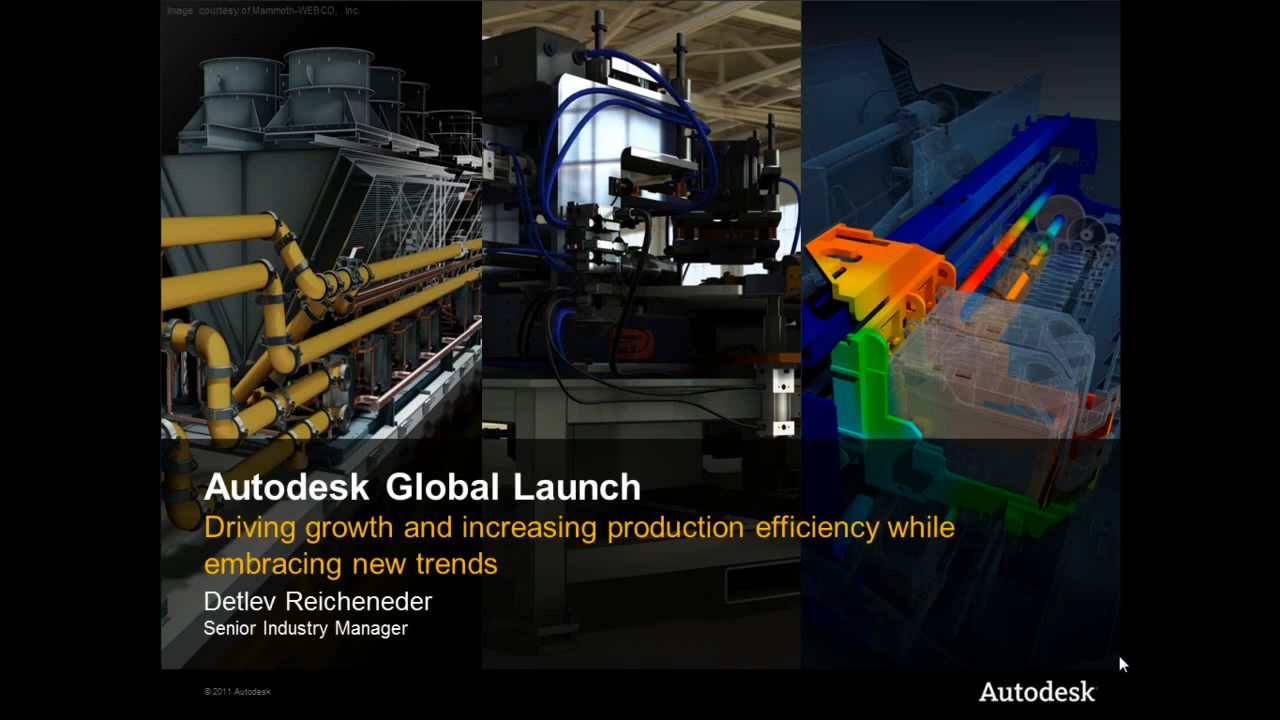 Image courtesy of Mammoth-WEBCO, Inc.
Autodesk Global Launch
Driving growth and increasing production efficiency while
embracing new trends
Detlev Reicheneder
Senior Industry Manager
© 2011 Autodesk
Autodesk